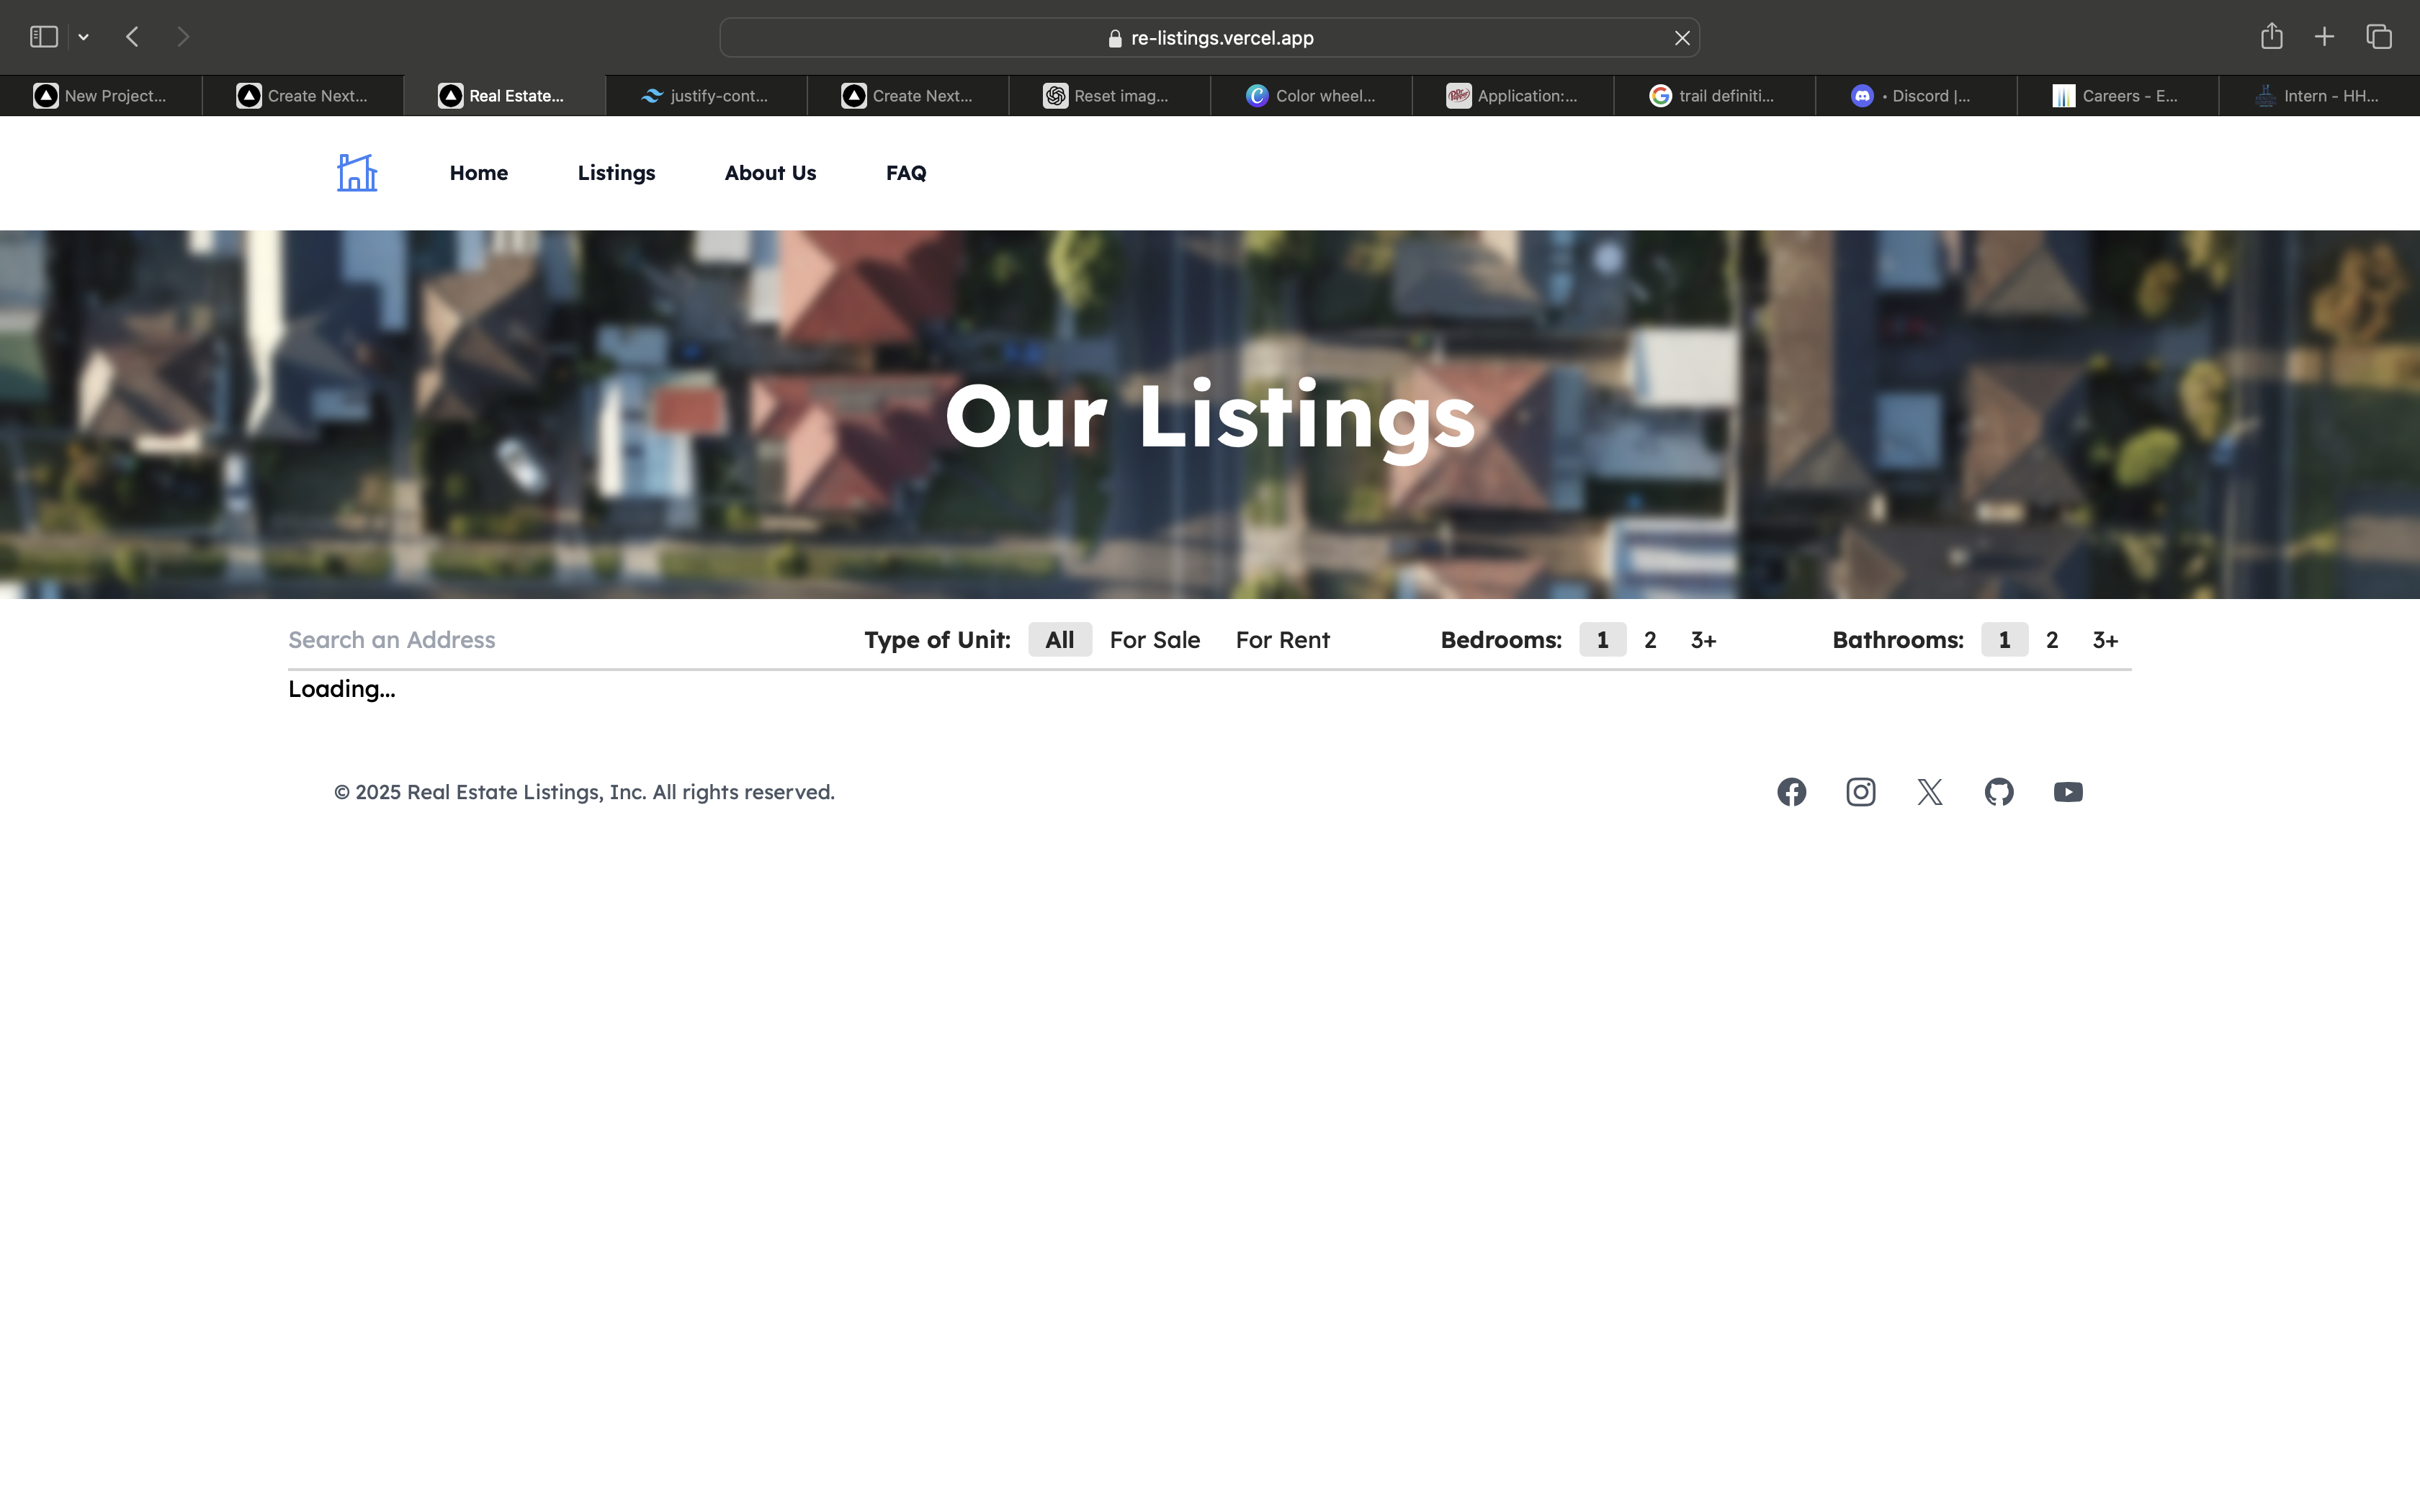 re-listings.vercel.app
New Project... Create Next... Real Estate... justify-cont... Create Next... Reset imag... Color wheel... Application:... trail definiti... • Discord |... Careers - E... Intern - HH...
Home Listings About Us FAQ
Our Listings
Search an Address Type of Unit: All For Sale For Rent Bedrooms: 1 2 3+ Bathrooms: 1 2 3+
Loading...
© 2025 Real Estate Listings, Inc. All rights reserved.